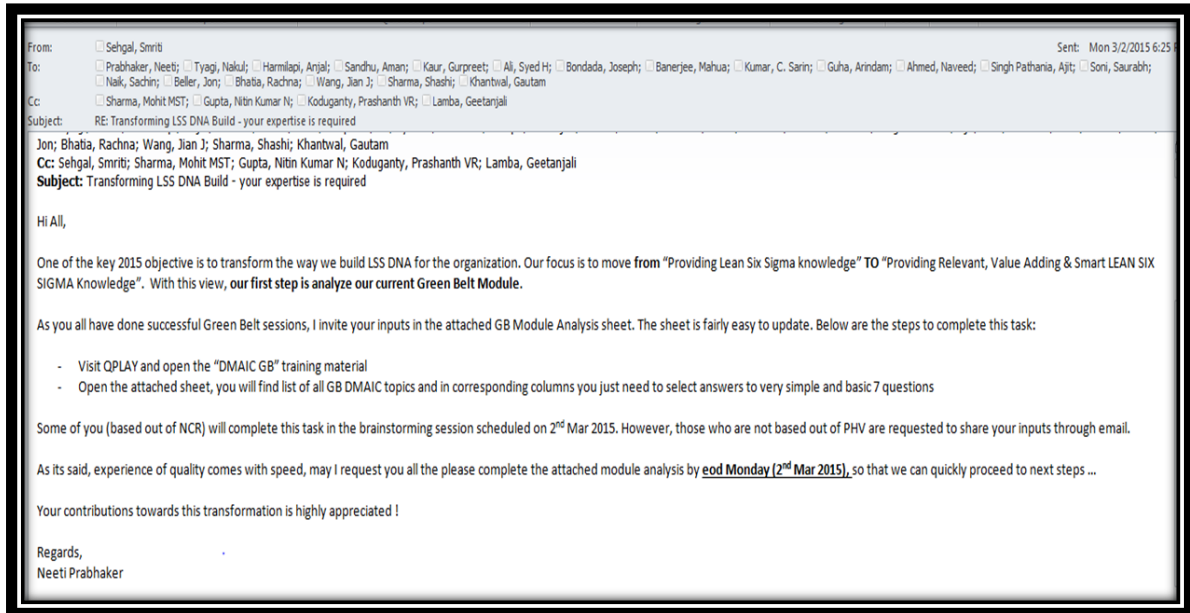 From: Sehgal, Smriti Sent: Mon 3/2/2015 6:25
To: Prabhaker, Neeti; Tyagi, Nakul; Harmilapi, Anjal; Sandhu, Aman; Kaur, Gurpreet; Ali, Syed H; Bondada, Joseph; Banerjee, Mahua; Kumar, C. Sarin; Guha, Arindam; Ahmed, Naveed; Singh Pathania, Ajit; Soni, Saurabh;
Naik, Sachin; Beller, Jon; Bhatia, Rachna; Wang, Jian J; Sharma, Shashi; Khantwal, Gautam
Cc: Sharma, Mohit MST; Gupta, Nitin Kumar N; Koduganty, Prashanth VR; Lamba, Geetanjali
Subject: RE: Transforming LSS DNA Build - your expertise is required
Jon; Bhatia, Rachna; Wang, Jian J; Sharma, Shashi; Khantwal, Gautam
Cc: Sehgal, Smriti; Sharma, Mohit MST; Gupta, Nitin Kumar N; Koduganty, Prashanth VR; Lamba, Geetanjali
Subject: Transforming LSS DNA Build - your expertise is required
Hi All,
One of the key 2015 objective is to transform the way we build LSS DNA for the organization. Our focus is to move from “Providing Lean Six Sigma knowledge” TO “Providing Relevant, Value Adding & Smart LEAN SIX
SIGMA Knowledge”. With this view, our first step is analyze our current Green Belt Module.
As you all have done successful Green Belt sessions, I invite your inputs in the attached GB Module Analysis sheet. The sheet is fairly easy to update. Below are the steps to complete this task:
- Visit QPLAY and open the “DMAIC GB” training material
- Open the attached sheet, you will find list of all GB DMAIC topics and in corresponding columns you just need to select answers to very simple and basic 7 questions
Some of you (based out of NCR) will complete this task in the brainstorming session scheduled on 2nd Mar 2015. However, those who are not based out of PHV are requested to share your inputs through email.
As its said, experience of quality comes with speed, may I request you all the please complete the attached module analysis by eod Monday (2nd Mar 2015), so that we can quickly proceed to next steps ...
Your contributions towards this transformation is highly appreciated !
Regards,
Neeti Prabhaker